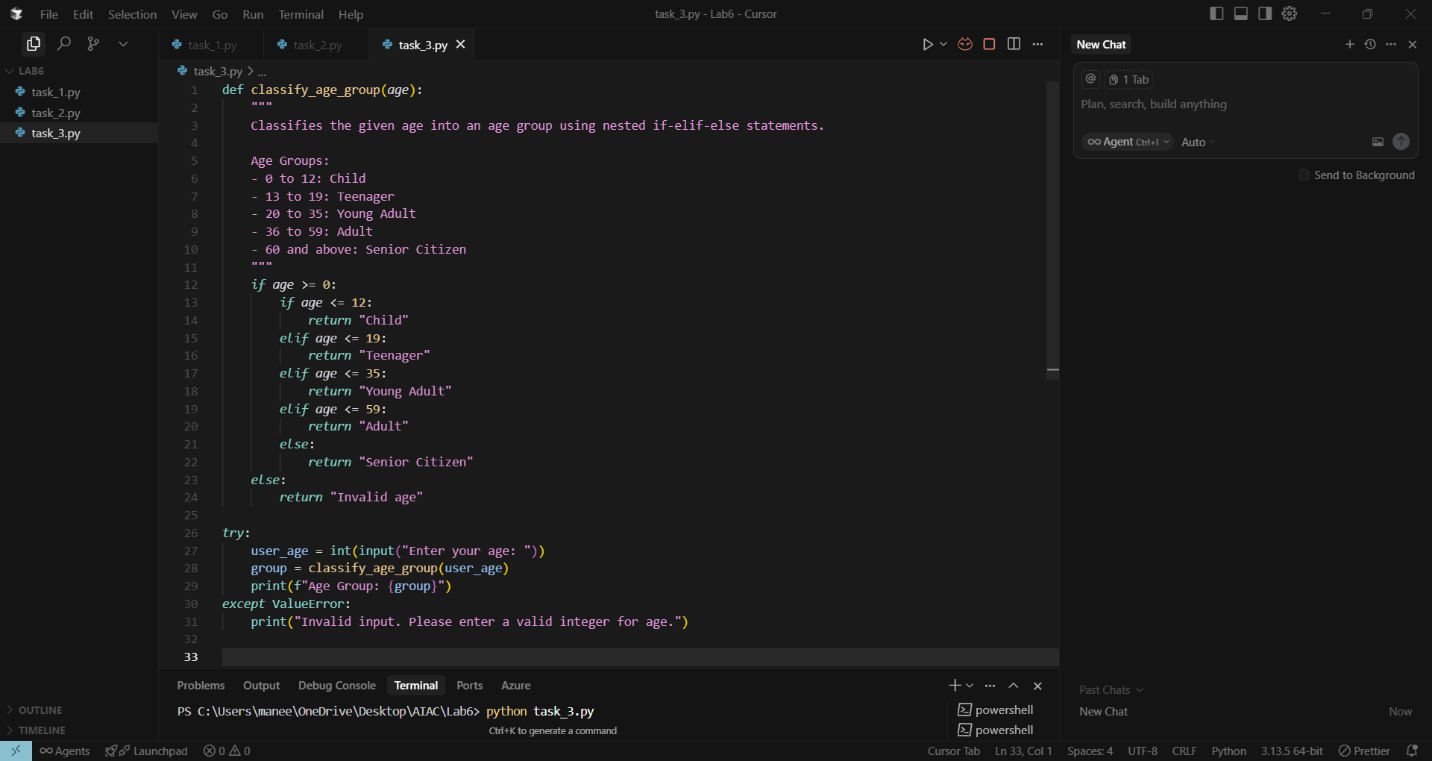 File Edit Selection View Go Run Terminal Help
task_3.py - Lab6 - Cursor
LAB6
task_1.py
task_2.py
task_3.py
task_1.py task_2.py task_3.py
task_3.py > ...
1 def classify_age_group(age):
2     """
3     Classifies the given age into an age group using nested if-elif-else statements.
4
5     Age Groups:
6     - 0 to 12: Child
7     - 13 to 19: Teenager
8     - 20 to 35: Young Adult
9     - 36 to 59: Adult
10     - 60 and above: Senior Citizen
11     """
12     if age >= 0:
13         if age <= 12:
14             return "Child"
15         elif age <= 19:
16             return "Teenager"
17         elif age <= 35:
18             return "Young Adult"
19         elif age <= 59:
20             return "Adult"
21         else:
22             return "Senior Citizen"
23     else:
24         return "Invalid age"
25
26 try:
27     user_age = int(input("Enter your age: "))
28     group = classify_age_group(user_age)
29     print(f"Age Group: {group}")
30 except ValueError:
31     print("Invalid input. Please enter a valid integer for age.")
32
33
Problems Output Debug Console Terminal Ports Azure
PS C:\Users\manee\OneDrive\Desktop\AIAC\Lab6> python task_3.py
Ctrl+K to generate a command
powershell
powershell
New Chat
@ 1 Tab
Plan, search, build anything
Agent Ctrl+I Auto
Send to Background
Past Chats
New Chat Now
OUTLINE
TIMELINE
Agents Launchpad 0 0
Cursor Tab Ln 33, Col 1 Spaces: 4 UTF-8 CRLF Python 3.13.5 64-bit Prettier